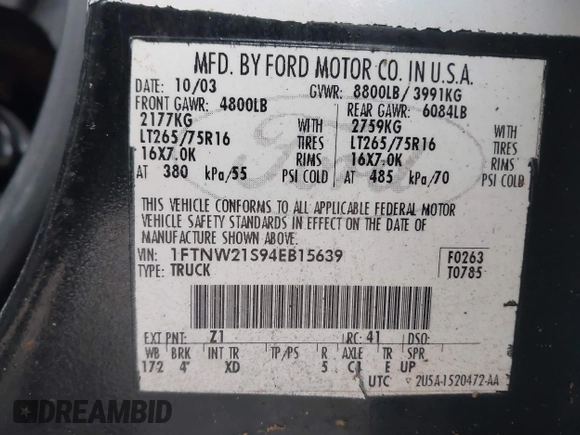 MFD. BY FORD MOTOR CO. IN U.S.A.
DATE: 10/03 GVWR: 8800LB/3991KG
FRONT GAWR: 4800LB REAR GAWR: 6084LB
2177KG WITH 2759KG WITH
LT265/75R16 TIRES LT265/75R16 TIRES
16X7.0K RIMS 16X7.0K RIMS
AT 380 kPa/55 PSI COLD AT 485 kPa/70 PSI COLD
THIS VEHICLE CONFORMS TO ALL APPLICABLE FEDERAL MOTOR
VEHICLE SAFETY STANDARDS IN EFFECT ON THE DATE OF
MANUFACTURE SHOWN ABOVE.
VIN: 1FTNW21S94EB15639 F0263
TYPE: TRUCK T0785
EXT PNT: Z1 RC: 41 DSO:
WB BRK INT TR TP/PS R AXLE TR SPR
172 4" XD 5 C1 E UP
UTC 2U5A-1520472-AA
Ford
DREAMBID